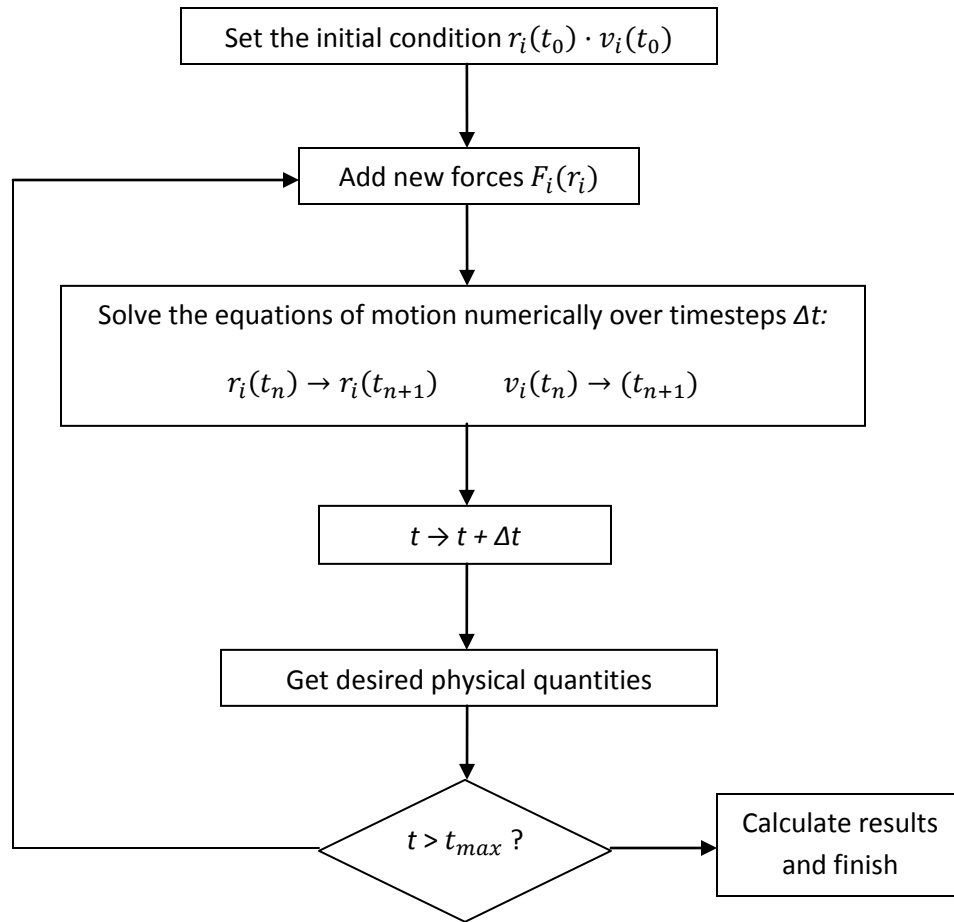 Set the initial condition r_i(t_0) · v_i(t_0)
Add new forces F_i(r_i)
Solve the equations of motion numerically over timesteps Δt:
r_i(t_n) → r_i(t_{n+1}) v_i(t_n) → (t_{n+1})
t → t + Δt
Get desired physical quantities
t > t_{max} ?
Calculate results
and finish